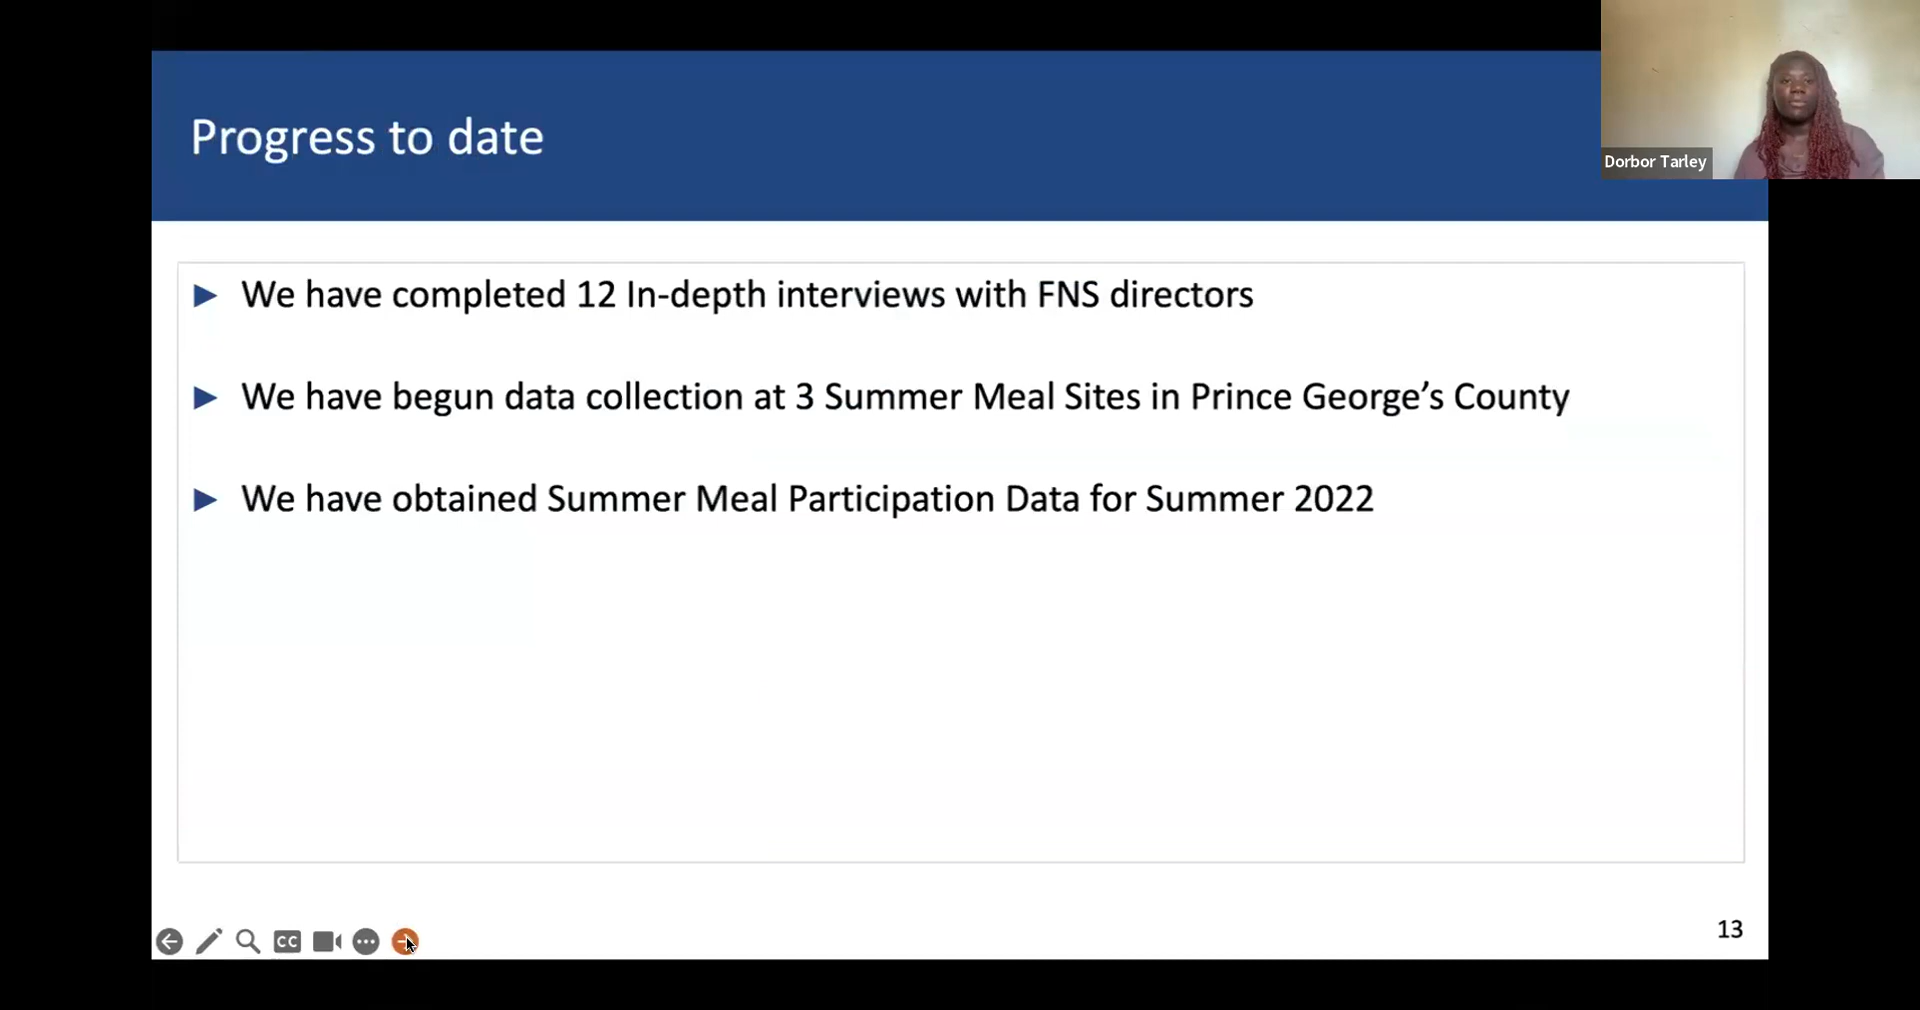 Progress to date
Dorbor Tarley
We have completed 12 In-depth interviews with FNS directors
We have begun data collection at 3 Summer Meal Sites in Prince George’s County
We have obtained Summer Meal Participation Data for Summer 2022
CC
13